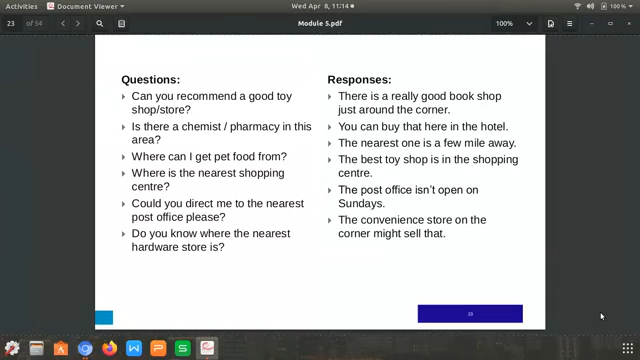 Activities
Document Viewer
Wed Apr 8, 11:14
100 %
23
of 54
Module 5.pdf
100%
Questions:
Can you recommend a good toy
shop/store?
Is there a chemist / pharmacy in this
area?
Where can I get pet food from?
Where is the nearest shopping
centre?
Could you direct me to the nearest
post office please?
Do you know where the nearest
hardware store is?
Responses:
There is a really good book shop
just around the corner.
You can buy that here in the hotel.
The nearest one is a few mile away.
The best toy shop is in the shopping
centre.
The post office isn't open on
Sundays.
The convenience store on the
corner might sell that.
23